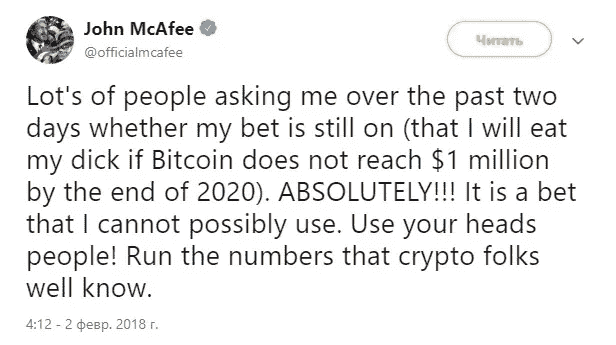 John McAfee
@officialmcafee
Читать
Lot's of people asking me over the past two
days whether my bet is still on (that I will eat
my dick if Bitcoin does not reach $1 million
by the end of 2020). ABSOLUTELY!!! It is a bet
that I cannot possibly use. Use your heads
people! Run the numbers that crypto folks
well know.
4:12 - 2 февр. 2018 г.